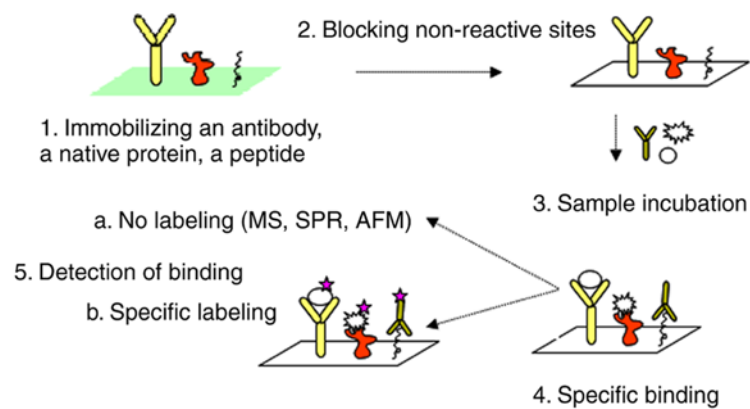 2. Blocking non-reactive sites
1. Immobilizing an antibody,
a native protein, a peptide
3. Sample incubation
a. No labeling (MS, SPR, AFM)
5. Detection of binding
b. Specific labeling
4. Specific binding